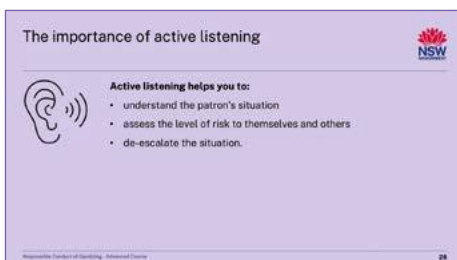 The importance of active listening
NSW
GOVERNMENT
Active listening helps you to:
• understand the patron's situation
• assess the level of risk to themselves and others
• de-escalate the situation.
Responsible Conduct of Gambling - Advanced Course
28